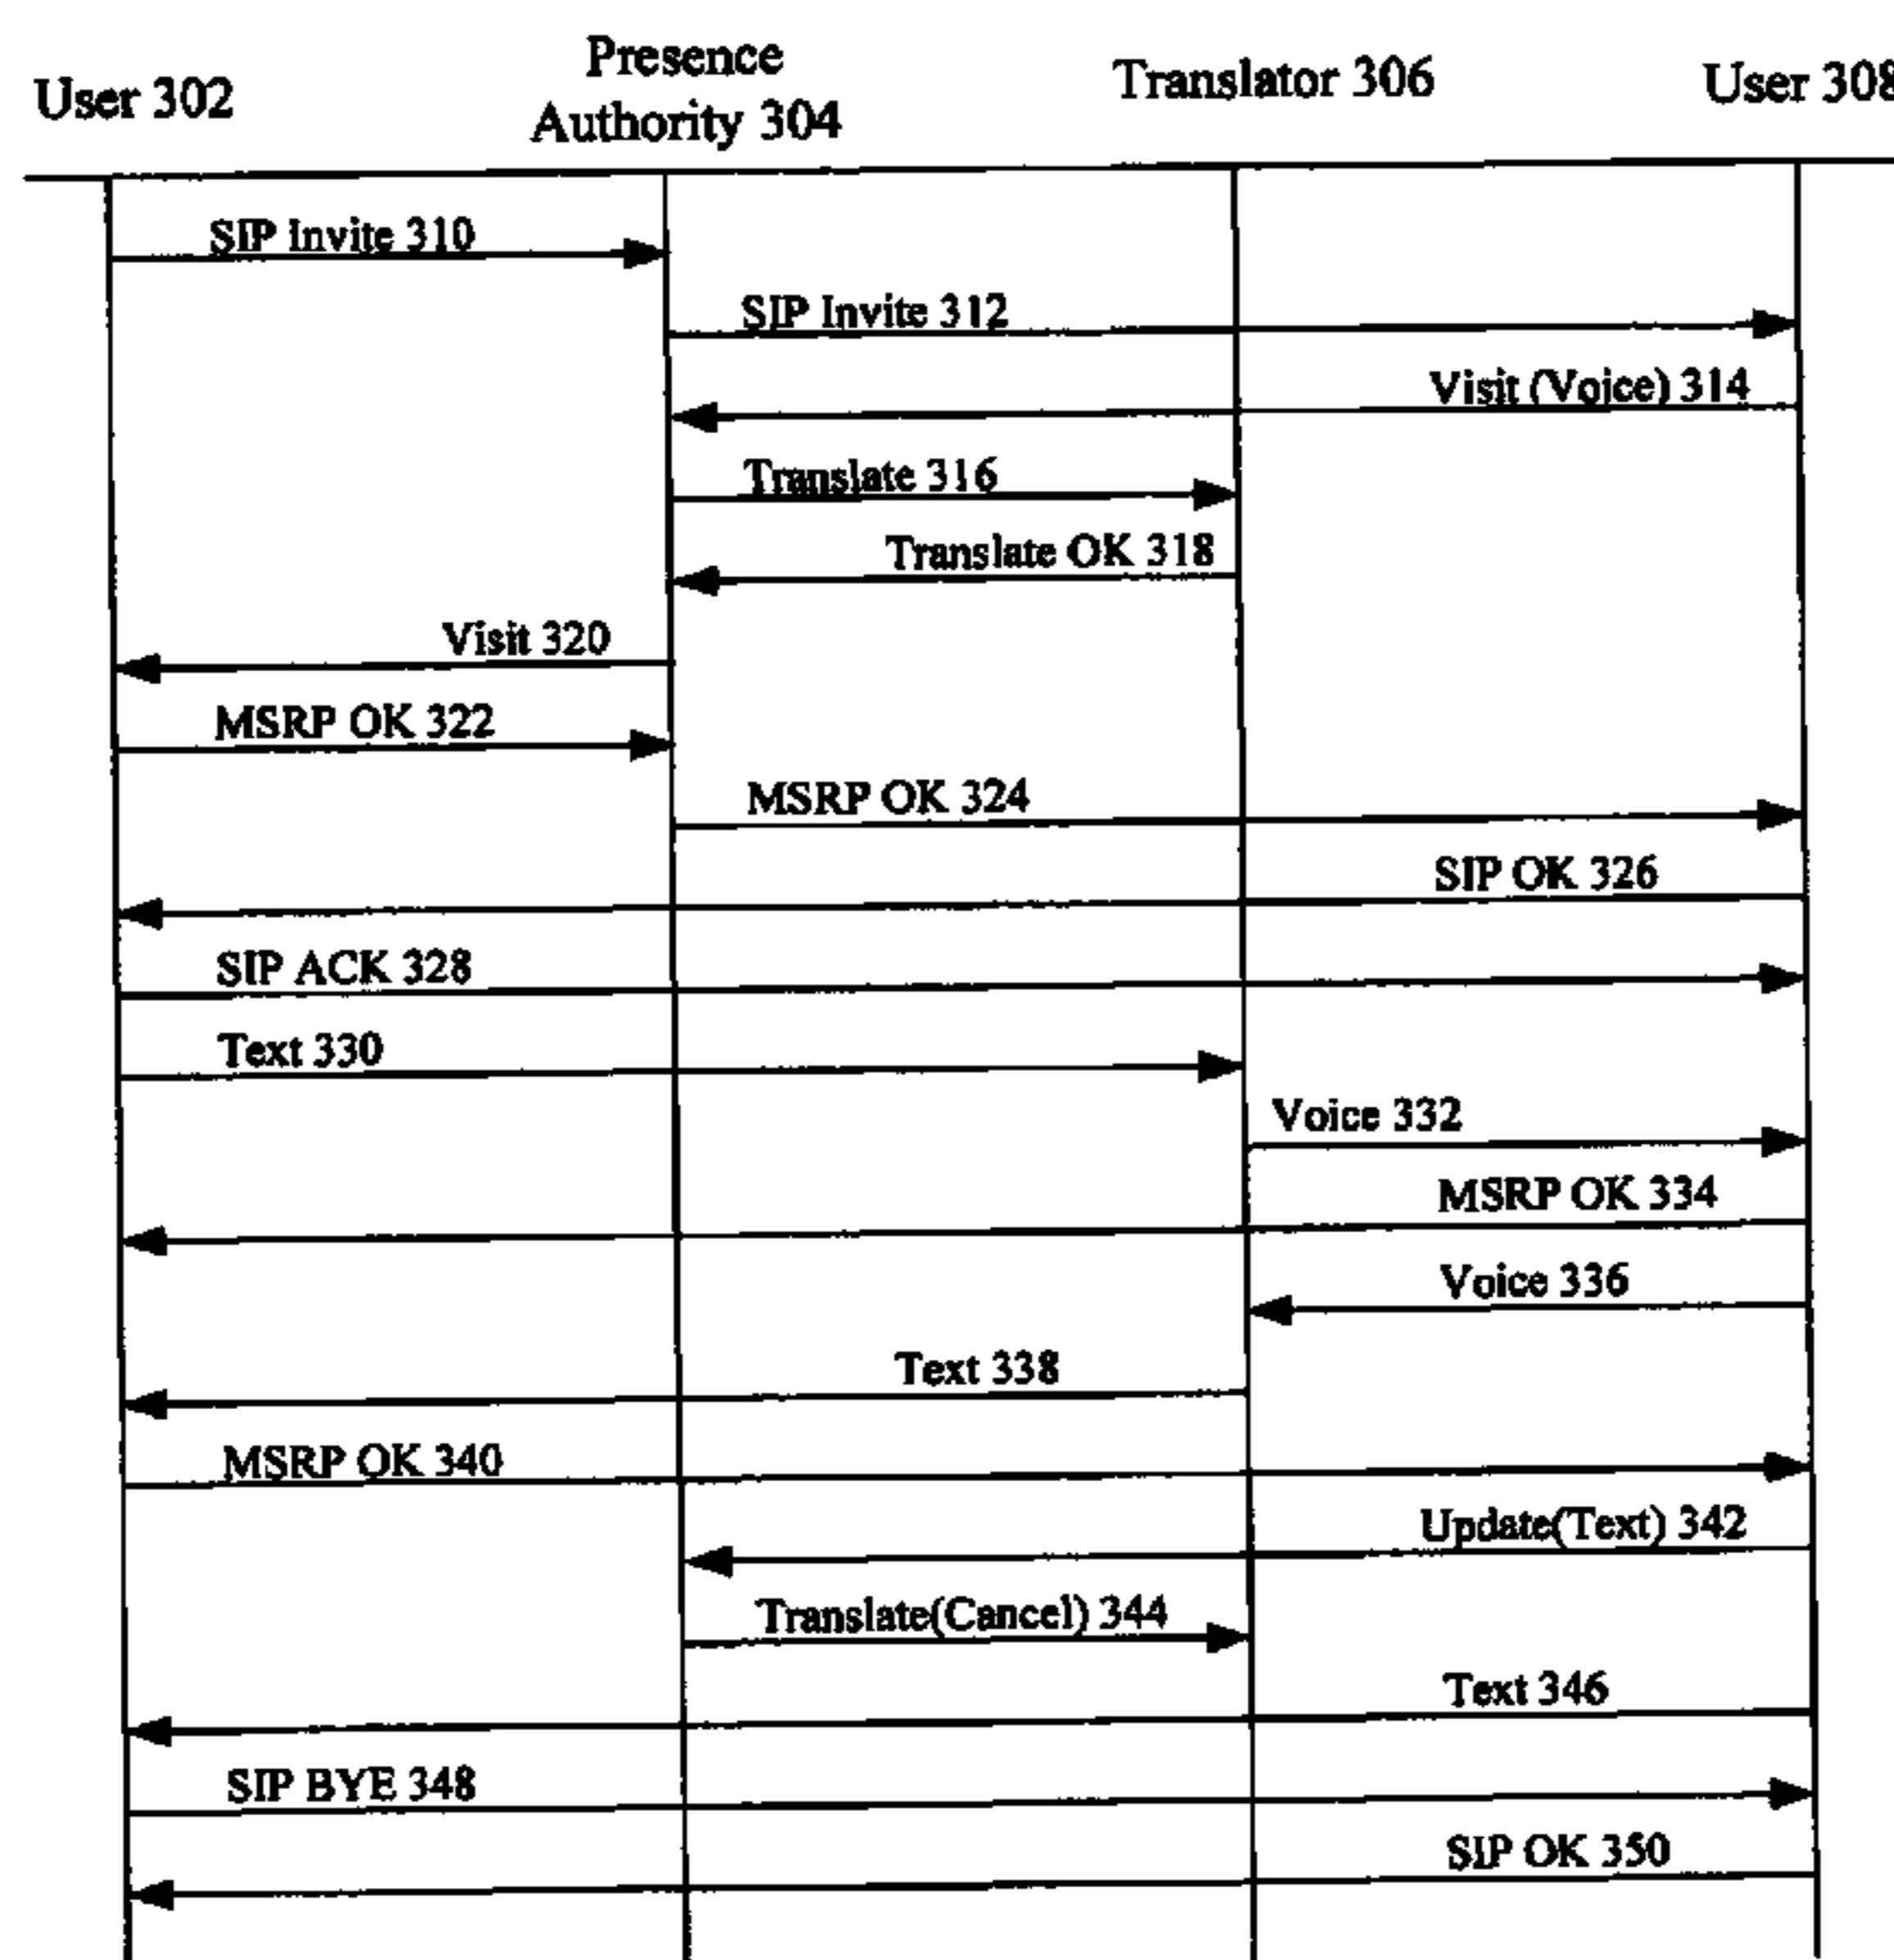 User 302
Presence
Authority 304
Translator 306
User 308
SIP Invite 310
SIP Invite 312
Visit (Voice) 314
Translate 316
Translate OK 318
Visit 320
MSRP OK 322
MSRP OK 324
SIP OK 326
SIP ACK 328
Text 330
Voice 332
MSRP OK 334
Voice 336
Text 338
MSRP OK 340
Update(Text) 342
Translate(Cancel) 344
Text 346
SIP BYE 348
SIP OK 350